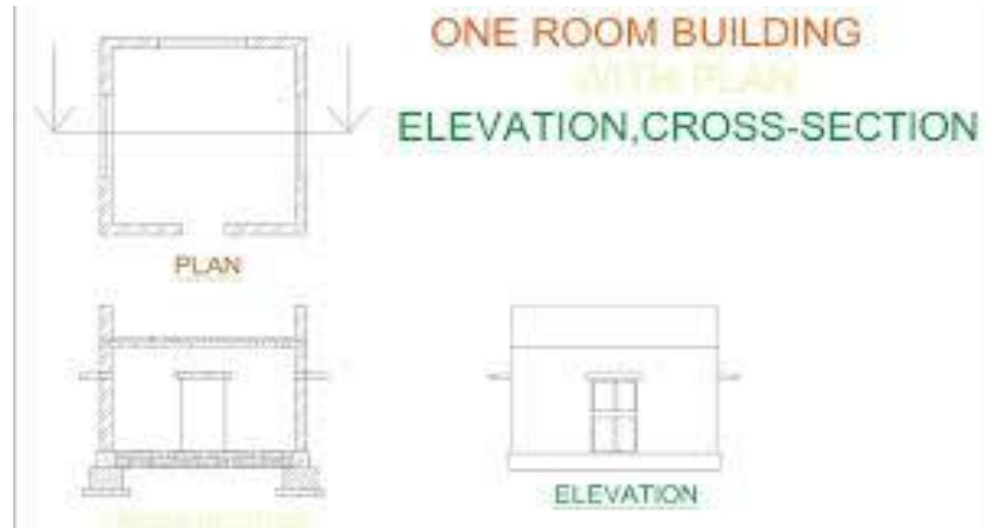 ONE ROOM BUILDING
WITH PLAN
ELEVATION,CROSS-SECTION
PLAN
ELEVATION